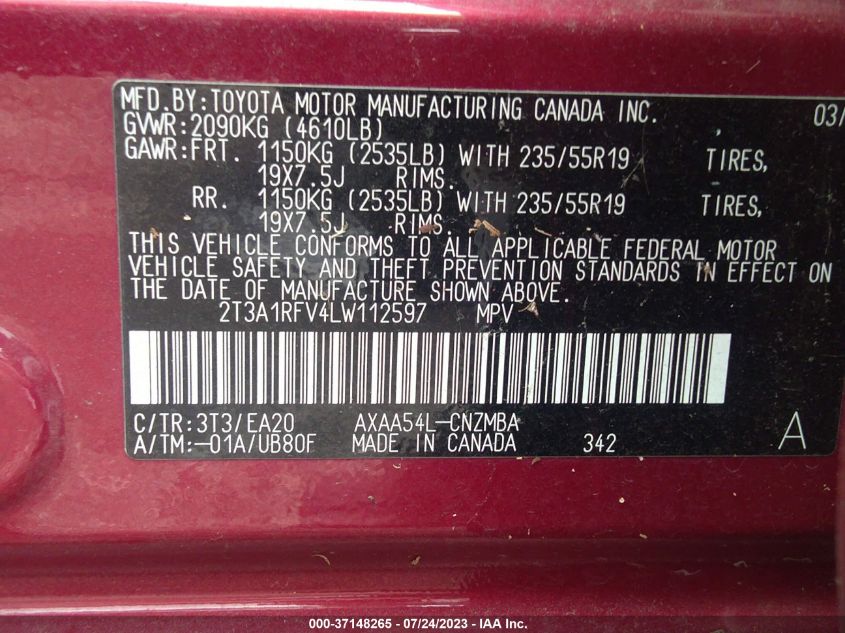 MFD.BY:TOYOTA MOTOR MANUFACTURING CANADA INC. 03/
GVWR:2090KG (4610LB)
GAWR:FRT. 1150KG (2535LB) WITH 235/55R19 TIRES,
19X7.5J RIMS.
RR. 1150KG (2535LB) WITH 235/55R19 TIRES,
19X7.5J RIMS.
THIS VEHICLE CONFORMS TO ALL APPLICABLE FEDERAL MOTOR
VEHICLE SAFETY AND THEFT PREVENTION STANDARDS IN EFFECT ON
THE DATE OF MANUFACTURE SHOWN ABOVE.
2T3A1RFV4LW112597 MPV
C/TR:3T3/EA20 AXAA54L-CNZMBA
A/TM:-01A/UB80F MADE IN CANADA 342 A
000-37148265 - 07/24/2023 - IAA Inc.